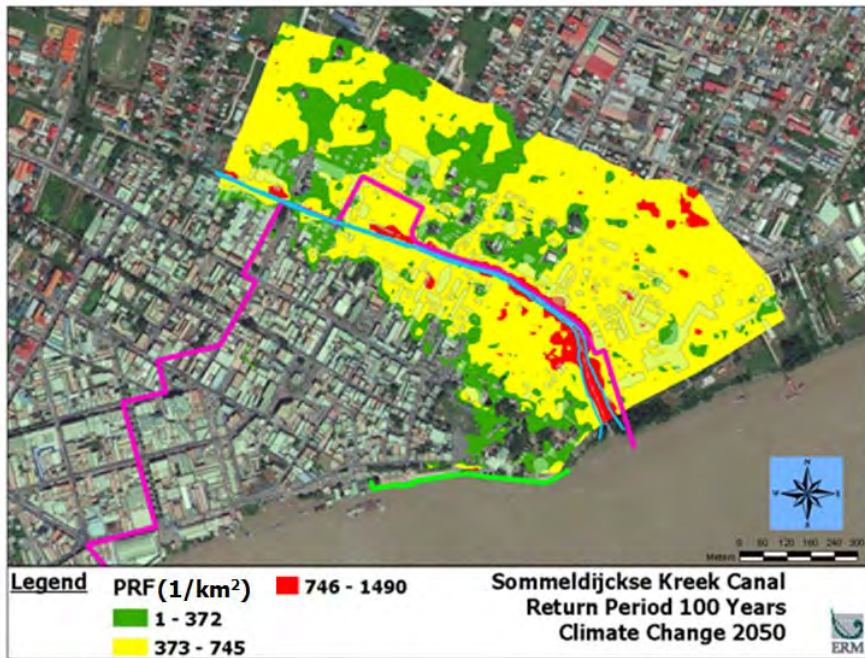 N
W
E
S
Meters
0 60 120 180 240 300
Legend
PRF (1/km²)
1 - 372
373 - 745
746 - 1490
Sommeldijckse Kreek Canal
Return Period 100 Years
Climate Change 2050
ERM